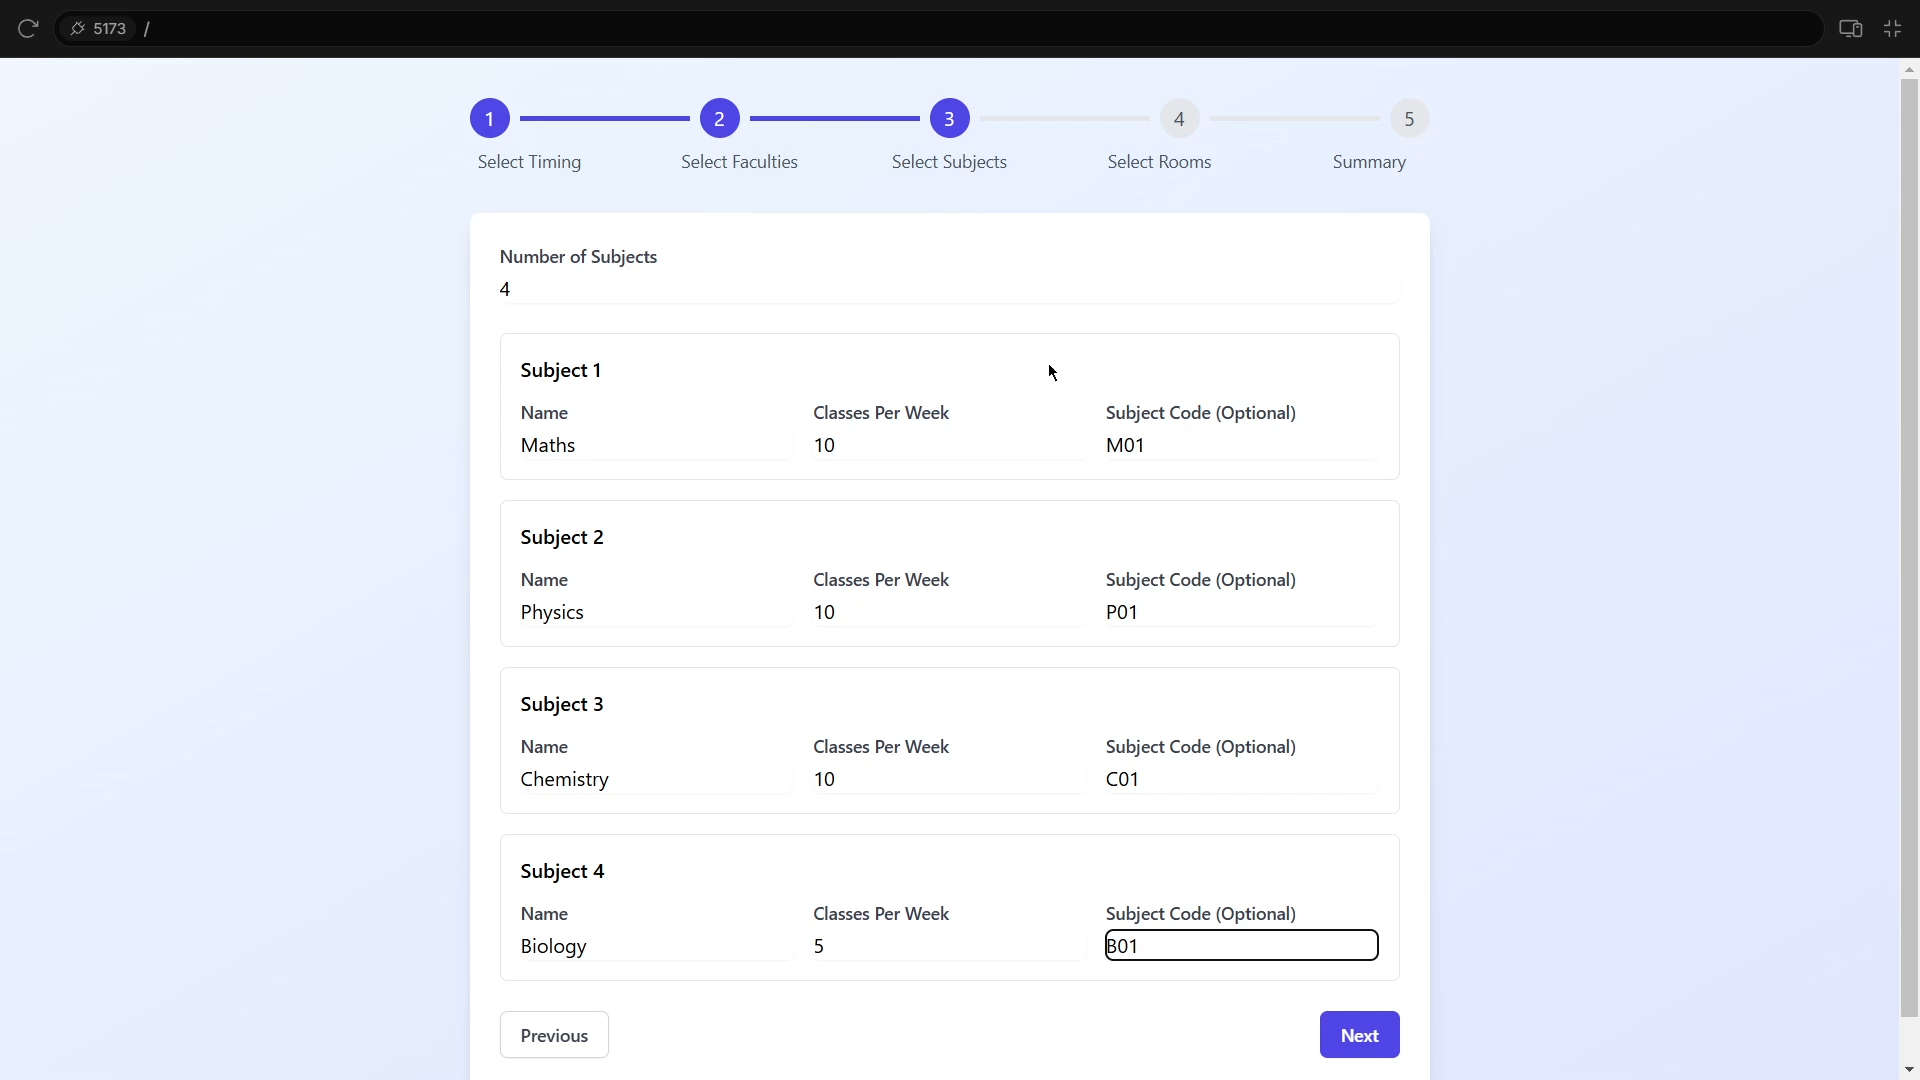 5173 /
1 2 3 4 5
Select Timing Select Faculties Select Subjects Select Rooms Summary
Number of Subjects
4
Subject 1
Name Classes Per Week Subject Code (Optional)
Maths 10 M01
Subject 2
Name Classes Per Week Subject Code (Optional)
Physics 10 P01
Subject 3
Name Classes Per Week Subject Code (Optional)
Chemistry 10 C01
Subject 4
Name Classes Per Week Subject Code (Optional)
Biology 5 B01
Previous Next